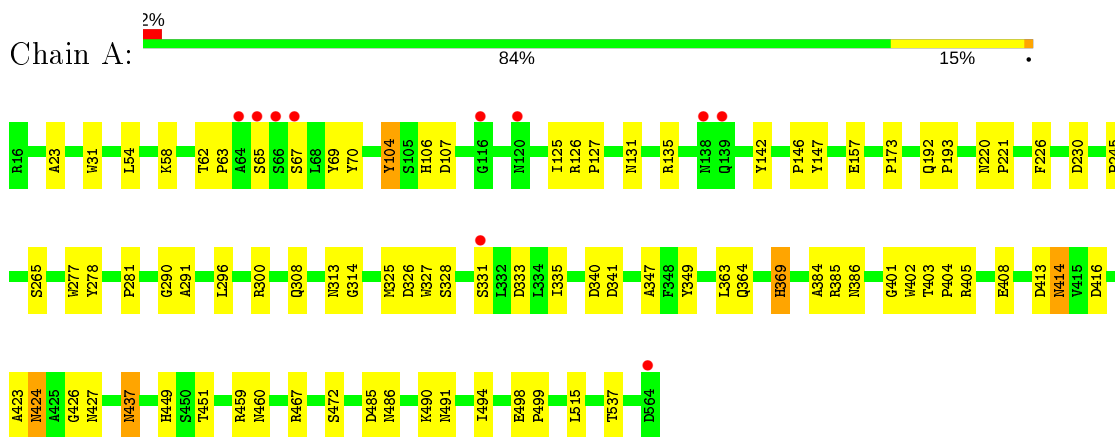 2%
Chain A:
84% 15% •
R16 A23 W31 L54 K58 T62 P63 A64 S65 S66 S67 L68 Y69 Y70 Y104 S105 H106 D107 G116 N120 I125 R126 P127 N131 R135 N138 Q139 Y142 P146 Y147 E157 P173 Q192 P193 N220 P221 F226 D230
S265 W277 Y278 P281 G290 A291 L296 R300 Q308 N313 G314 M325 D326 W327 S328 S331 L332 D333 L334 I335 D340 D341 A347 F348 Y349 L363 Q364 H369 A384 R385 N386 G401 W402 T403 P404 R405 E408 D413 N414 V415 D416
A423 N424 A425 G426 N427 N437 H449 S450 T451 R459 N460 R467 S472 D485 N486 K490 N491 I494 E498 P499 L515 T537 D564